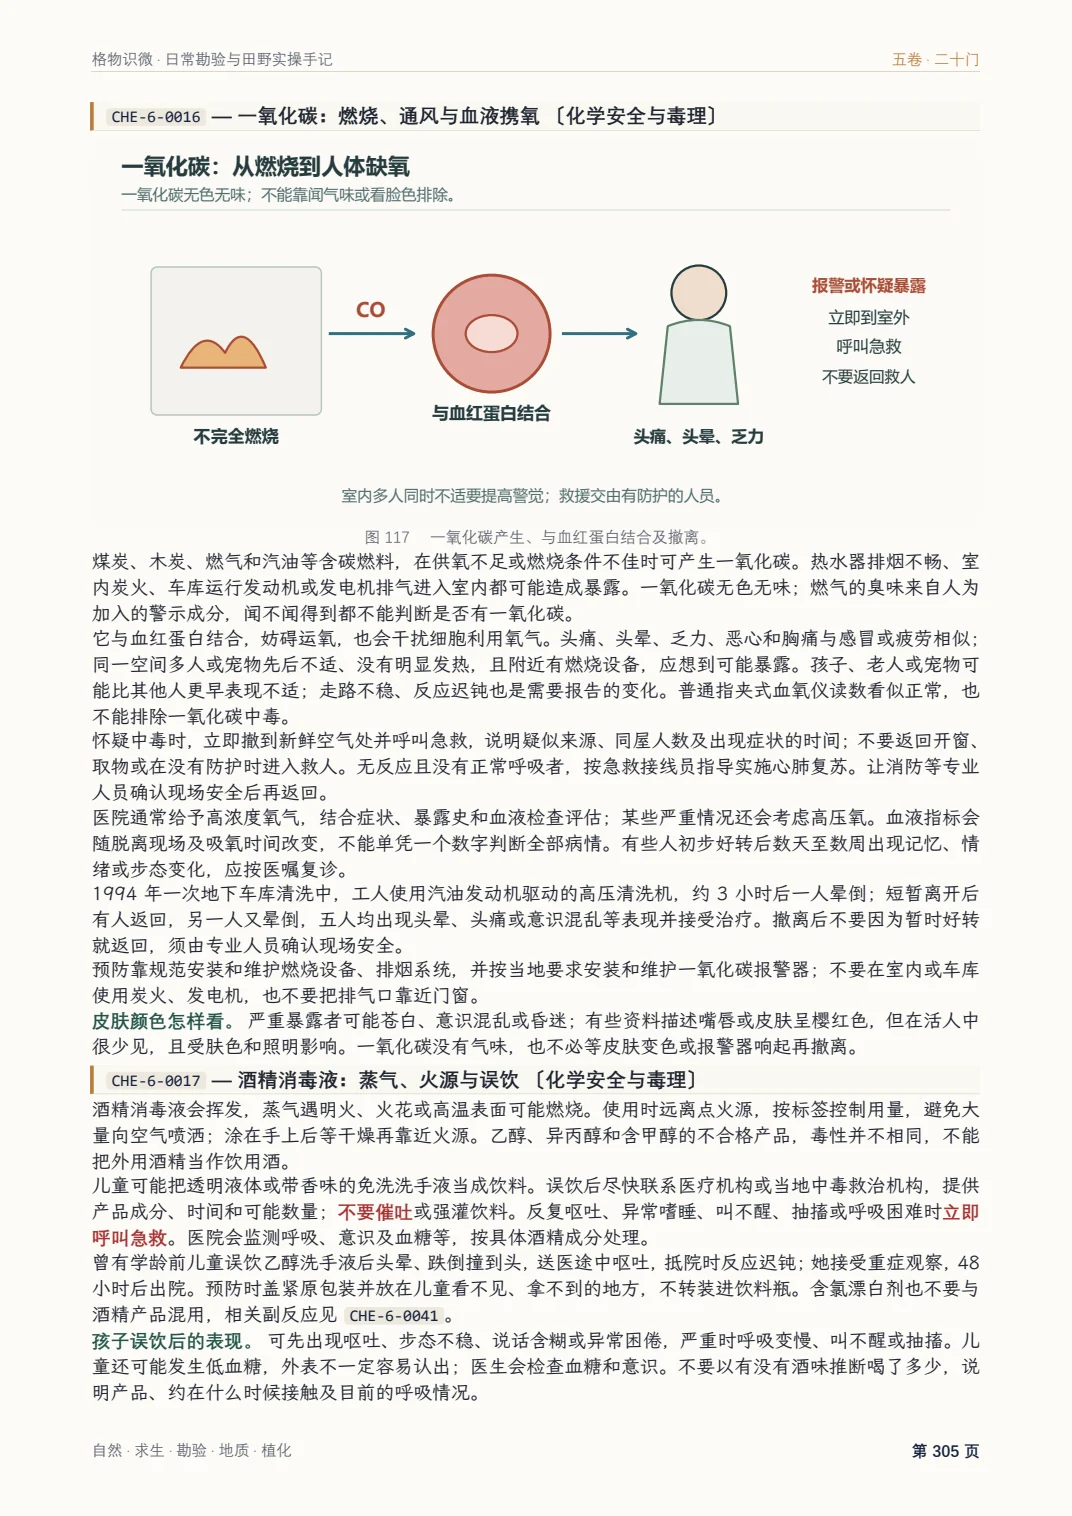 格物识微 · 日常勘验与田野实操手记
五卷 · 二十门
CHE-6-0016 — 一氧化碳：燃烧、通风与血液携氧 〔化学安全与毒理〕
一氧化碳：从燃烧到人体缺氧
一氧化碳无色无味；不能靠闻气味或看脸色排除。
CO
不完全燃烧
与血红蛋白结合
头痛、头晕、乏力
报警或怀疑暴露
立即到室外
呼叫急救
不要返回救人
室内多人同时不适要提高警觉；救援交由有防护的人员。
图 117 一氧化碳产生、与血红蛋白结合及撤离。
煤炭、木炭、燃气和汽油等含碳燃料，在供氧不足或燃烧条件不佳时可产生一氧化碳。热水器排烟不畅、室
内炭火、车库运行发动机或发电机排气进入室内都可能造成暴露。一氧化碳无色无味；燃气的臭味来自人为
加入的警示成分，闻不闻得到都不能判断是否有一氧化碳。
它与血红蛋白结合，妨碍运氧，也会干扰细胞利用氧气。头痛、头晕、乏力、恶心和胸痛与感冒或疲劳相似；
同一空间多人或宠物先后不适、没有明显发热，且附近有燃烧设备，应想到可能暴露。孩子、老人或宠物可
能比其他人更早表现不适；走路不稳、反应迟钝也是需要报告的变化。普通指夹式血氧仪读数看似正常，也
不能排除一氧化碳中毒。
怀疑中毒时，立即撤到新鲜空气处并呼叫急救，说明疑似来源、同屋人数及出现症状的时间；不要返回开窗、
取物或在没有防护时进入救人。无反应且没有正常呼吸者，按急救接线员指导实施心肺复苏。让消防等专业
人员确认现场安全后再返回。
医院通常给予高浓度氧气，结合症状、暴露史和血液检查评估；某些严重情况还会考虑高压氧。血液指标会
随脱离现场及吸氧时间改变，不能单凭一个数字判断全部病情。有些人初步好转后数天至数周出现记忆、情
绪或步态变化，应按医嘱复诊。
1994 年一次地下车库清洗中，工人使用汽油发动机驱动的高压清洗机，约 3 小时后一人晕倒；短暂离开后
有人返回，另一人又晕倒，五人均出现头晕、头痛或意识混乱等表现并接受治疗。撤离后不要因为暂时好转
就返回，须由专业人员确认现场安全。
预防靠规范安装和维护燃烧设备、排烟系统，并按当地要求安装和维护一氧化碳报警器；不要在室内或车库
使用炭火、发电机，也不要把排气口靠近门窗。
皮肤颜色怎样看。 严重暴露者可能苍白、意识混乱或昏迷；有些资料描述嘴唇或皮肤呈樱红色，但在活人中
很少见，且受肤色和照明影响。一氧化碳没有气味，也不必等皮肤变色或报警器响起再撤离。
CHE-6-0017 — 酒精消毒液：蒸气、火源与误饮 〔化学安全与毒理〕
酒精消毒液会挥发，蒸气遇明火、火花或高温表面可能燃烧。使用时远离点火源，按标签控制用量，避免大
量向空气喷洒；涂在手上后等干燥再靠近火源。乙醇、异丙醇和含甲醇的不合格产品，毒性并不相同，不能
把外用酒精当作饮用酒。
儿童可能把透明液体或带香味的免洗洗手液当成饮料。误饮后尽快联系医疗机构或当地中毒救治机构，提供
产品成分、时间和可能数量；不要催吐或强灌饮料。反复呕吐、异常嗜睡、叫不醒、抽搐或呼吸困难时立即
呼叫急救。医院会监测呼吸、意识及血糖等，按具体酒精成分处理。
曾有学龄前儿童误饮乙醇洗手液后头晕、跌倒撞到头，送医途中呕吐，抵院时反应迟钝；她接受重症观察，48
小时后出院。预防时盖紧原包装并放在儿童看不见、拿不到的地方，不转装进饮料瓶。含氯漂白剂也不要与
酒精产品混用，相关副反应见 CHE-6-0041 。
孩子误饮后的表现。 可先出现呕吐、步态不稳、说话含糊或异常困倦，严重时呼吸变慢、叫不醒或抽搐。儿
童还可能发生低血糖，外表不一定容易认出；医生会检查血糖和意识。不要以有没有酒味推断喝了多少，说
明产品、约在什么时候接触及目前的呼吸情况。
自然 · 求生 · 勘验 · 地质 · 植化
第 305 页